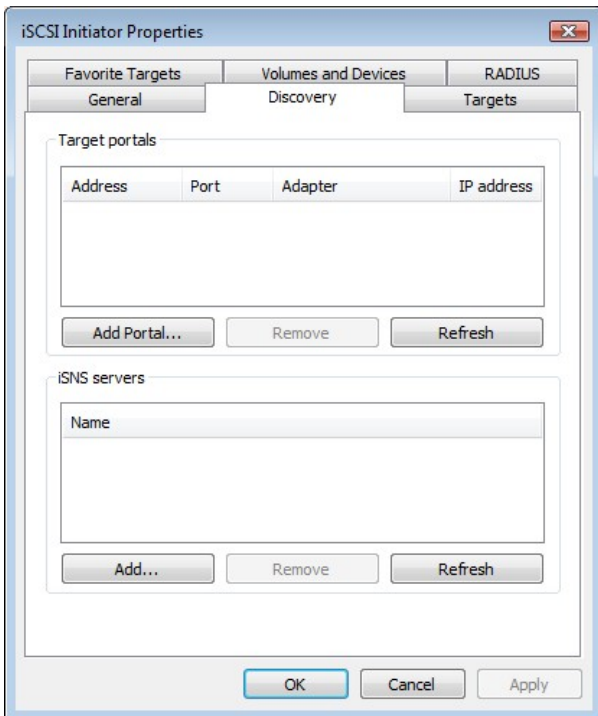 iSCSI Initiator Properties
Favorite Targets Volumes and Devices RADIUS
General Discovery Targets
Target portals
Address Port Adapter IP address
Add Portal... Remove Refresh
iSNS servers
Name
Add... Remove Refresh
OK Cancel Apply